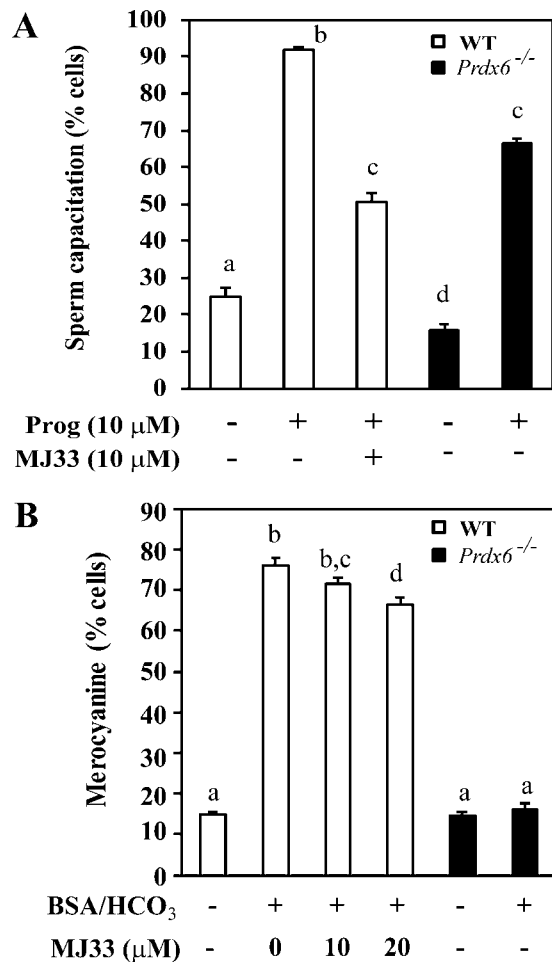 A
Sperm capacitation (% cells)
100
90
80
70
60
50
40
30
20
10
0
WT
Prdx6 -/-
a
b
c
d
c
Prog (10 μM) - + + - +
MJ33 (10 μM) - - + - -
B
Merocyanine (% cells)
90
80
70
60
50
40
30
20
10
0
WT
Prdx6 -/-
a
b
b,c
d
a
a
BSA/HCO3 - + + + - +
MJ33 (μM) - 0 10 20 - -